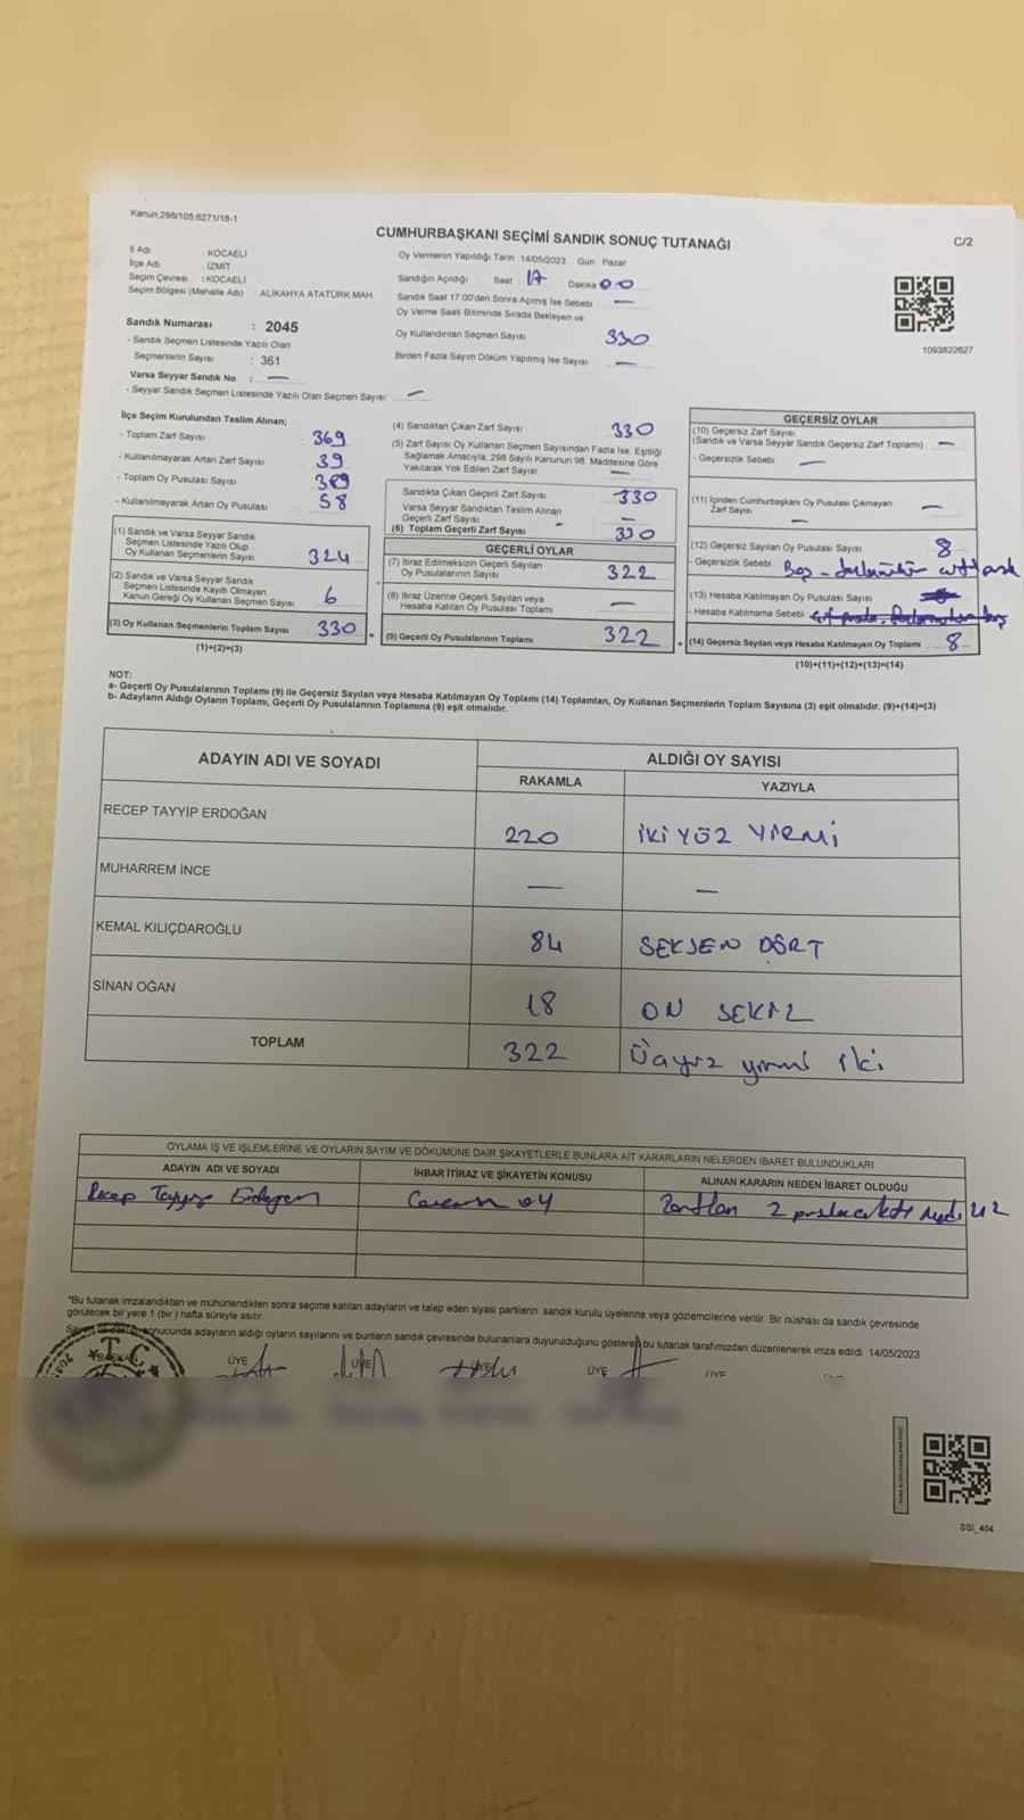 Kanun 298/105.6271/18-1
CUMHURBAŞKANI SEÇİMİ SANDIK SONUÇ TUTANAĞI
C/2
İl Adı : KOCAELİ
İlçe Adı : İZMİT
Seçim Çevresi : KOCAELİ
Seçim Bölgesi (Mahalle Adı) ALİKAHYA ATATÜRK MAH.
Sandık Numarası : 2045
- Sandık Seçmen Listesinde Yazılı Olan
Seçmenlerin Sayısı : 361
Varsa Seyyar Sandık No : —
- Seyyar Sandık Seçmen Listesinde Yazılı Olan Seçmen Sayısı —
Oy Vermenin Yapıldığı Tarih :14/05/2023 Gün: Pazar
Sandığın Açıldığı Saat 17 Dakika 00
Sandık Saat 17.00'den Sonra Açılmış İse Sebebi —
Oy Verme Saati Bitiminde Sırada Bekleyen ve
Oy Kullandırılan Seçmen Sayısı 330
Birden Fazla Sayım Döküm Yapılmış İse Sayısı —
1093822627
İlçe Seçim Kurulundan Teslim Alınan;
- Toplam Zarf Sayısı 369
- Kullanılmayarak Artan Zarf Sayısı 39
- Toplam Oy Pusulası Sayısı 389
- Kullanılmayarak Artan Oy Pusulası 58
(1) Sandık ve Varsa Seyyar Sandık
Seçmen Listesinde Yazılı Olup
Oy Kullanan Seçmenlerin Sayısı 324
(2) Sandık ve Varsa Seyyar Sandık
Seçmen Listesinde Kayıtlı Olmayan
Kanun Gereği Oy Kullanan Seçmen Sayısı 6
(3) Oy Kullanan Seçmenlerin Toplam Sayısı 330
(1)+(2)=(3)
(4) Sandıktan Çıkan Zarf Sayısı 330
(5) Zarf Sayısı Oy Kullanan Seçmen Sayısından Fazla İse, Eşitliği
Sağlamak Amacıyla, 298 Sayılı Kanunun 98. Maddesine Göre
Yakılarak Yok Edilen Zarf Sayısı —
Sandıkta Çıkan Geçerli Zarf Sayısı 330
Varsa Seyyar Sandıktan Teslim Alınan
Geçerli Zarf Sayısı —
(6) Toplam Geçerli Zarf Sayısı 330
GEÇERLİ OYLAR
(7) İtiraz Edilmeksizin Geçerli Sayılan
Oy Pusulalarının Sayısı 322
(8) İtiraz Üzerine Geçerli Sayılan veya
Hesaba Katılan Oy Pusulası Toplamı —
(9) Geçerli Oy Pusulalarının Toplamı 322
GEÇERSİZ OYLAR
(10) Geçersiz Zarf Sayısı
(Sandık ve Varsa Seyyar Sandık Geçersiz Zarf Toplamı) —
- Geçersizlik Sebebi —
(11) İçinden Cumhurbaşkanı Oy Pusulası Çıkmayan
Zarf Sayısı —
(12) Geçersiz Sayılan Oy Pusulası Sayısı 8
- Geçersizlik Sebebi Boş -
(13) Hesaba Katılmayan Oy Pusulası Sayısı
- Hesaba Katılmama Sebebi
(14) Geçersiz Sayılan veya Hesaba Katılmayan Oy Toplamı 8
(10)+(11)+(12)+(13)=(14)
NOT:
a- Geçerli Oy Pusulalarının Toplamı (9) ile Geçersiz Sayılan veya Hesaba Katılmayan Oy Toplamı (14) Toplamları, Oy Kullanan Seçmenlerin Toplam Sayısına (3) eşit olmalıdır. (9)+(14)=(3)
b- Adayların Aldığı Oyların Toplamı, Geçerli Oy Pusulalarının Toplamına (9) eşit olmalıdır.
ADAYIN ADI VE SOYADI
ALDIĞI OY SAYISI
RAKAMLA YAZIYLA
RECEP TAYYİP ERDOĞAN 220 İKİ YÜZ YİRMİ
MUHARREM İNCE — —
KEMAL KILIÇDAROĞLU 84 SEKSEN DÖRT
SİNAN OĞAN 18 ON SEKİZ
TOPLAM 322 Üçyüz yirmi iki
OYLAMA İŞ VE İŞLEMLERİNE VE OYLARIN SAYIM VE DÖKÜMÜNE DAİR ŞİKAYETLERLE BUNLARA AİT KARARLARIN NELERDEN İBARET BULUNDUKLARI
ADAYIN ADI VE SOYADI İHBAR İTİRAZ VE ŞİKAYETİN KONUSU ALINAN KARARIN NEDEN İBARET OLDUĞU
Recep Tayyip Erdoğan oy Zarftan 2
*Bu tutanak imzalandıktan ve mühürlendikten sonra seçime katılan adayların ve talep eden siyasi partilerin sandık kurulu üyelerine veya gözlemcilerine verilir. Bir nüshası da sandık çevresinde
görülecek bir yere 1 (bir) hafta süreyle asılır.
sonucunda adayların aldığı oyların sayılarını ve bunların sandık çevresinde bulunanlara duyurulduğunu gösteren bu tutanak tarafımızdan düzenlenerek imza edildi. 14/05/2023
T.C.
ÜYE ÜYE ÜYE ÜYE
SSI_404